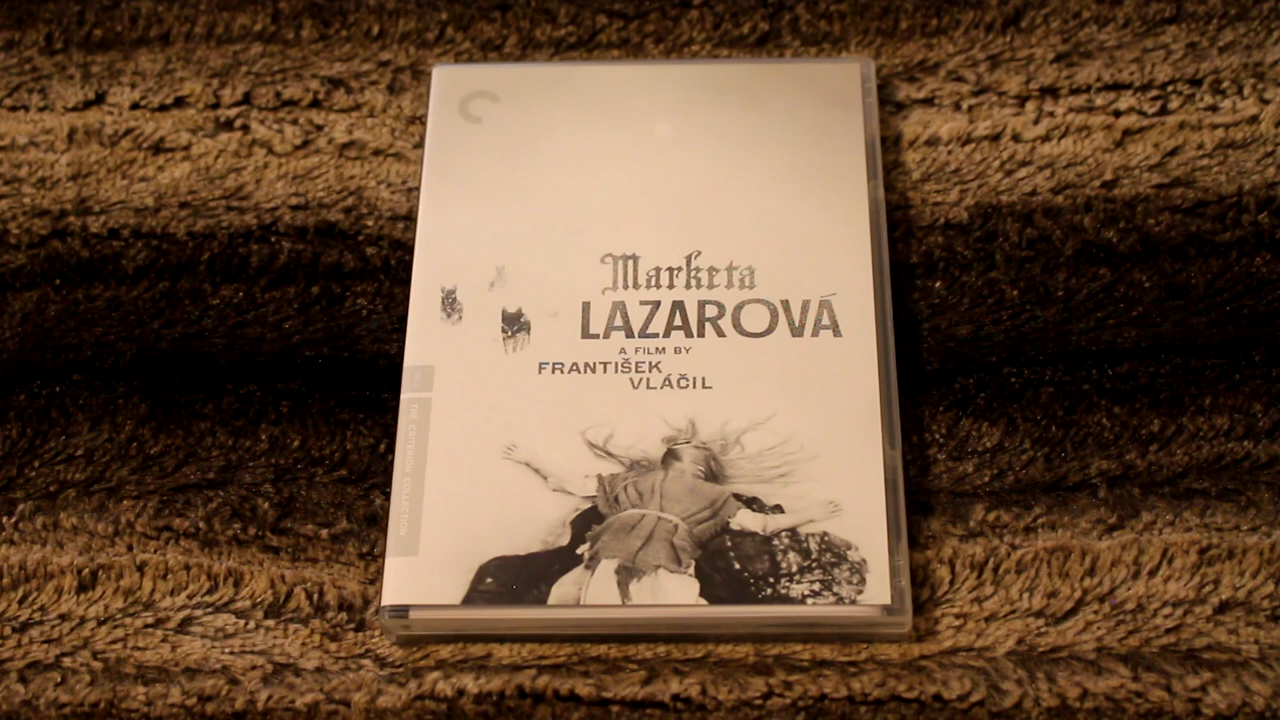 Marketa
LAZAROVÁ
A FILM BY
FRANTIŠEK
VLÁČIL
THE CRITERION COLLECTION